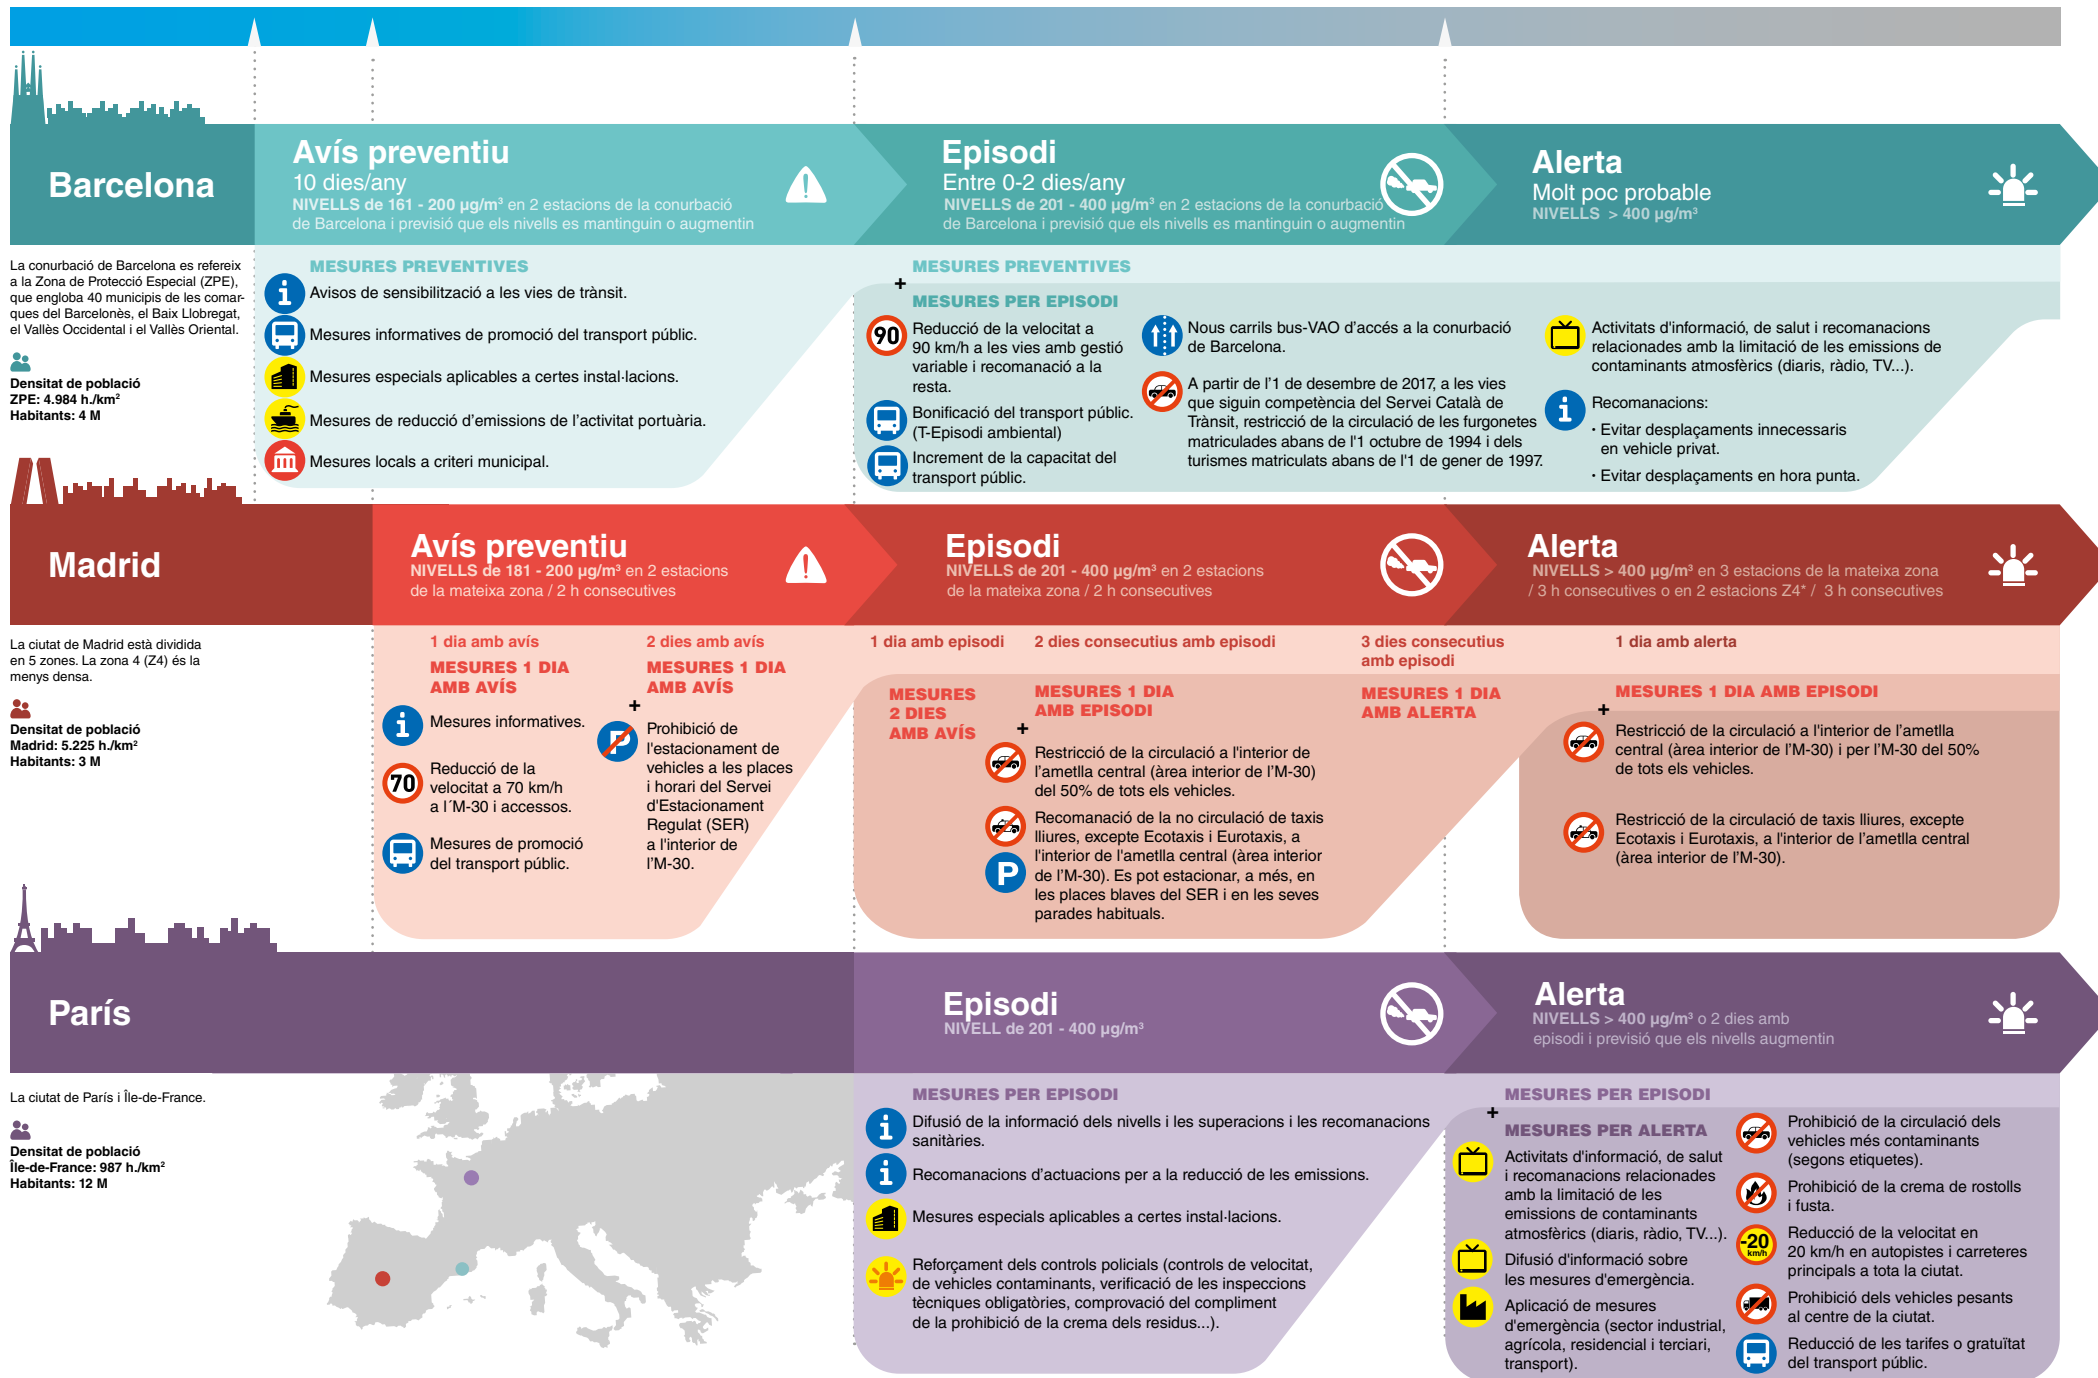 Barcelona
Avís preventiu
10 dies/any
NIVELLS de 161 - 200 µg/m³ en 2 estacions de la conurbació
de Barcelona i previsió que els nivells es mantinguin o augmentin
Episodi
Entre 0-2 dies/any
NIVELLS de 201 - 400 µg/m³ en 2 estacions de la conurbació
de Barcelona i previsió que els nivells es mantinguin o augmentin
Alerta
Molt poc probable
NIVELLS > 400 µg/m³
La conurbació de Barcelona es refereix
a la Zona de Protecció Especial (ZPE),
que engloba 40 municipis de les comar-
ques del Barcelonès, el Baix Llobregat,
el Vallès Occidental i el Vallès Oriental.
Densitat de població
ZPE: 4.984 h./km²
Habitants: 4 M
MESURES PREVENTIVES
i
Avisos de sensibilització a les vies de trànsit.
Mesures informatives de promoció del transport públic.
Mesures especials aplicables a certes instal·lacions.
Mesures de reducció d'emissions de l'activitat portuària.
Mesures locals a criteri municipal.
MESURES PREVENTIVES
+
MESURES PER EPISODI
90
Reducció de la velocitat a
90 km/h a les vies amb gestió
variable i recomanació a la
resta.
Bonificació del transport públic.
(T-Episodi ambiental)
Increment de la capacitat del
transport públic.
Nous carrils bus-VAO d'accés a la conurbació
de Barcelona.
A partir de l'1 de desembre de 2017, a les vies
que siguin competència del Servei Català de
Trànsit, restricció de la circulació de les furgonetes
matriculades abans de l'1 octubre de 1994 i dels
turismes matriculats abans de l'1 de gener de 1997.
Activitats d'informació, de salut i recomanacions
relacionades amb la limitació de les emissions de
contaminants atmosfèrics (diaris, ràdio, TV...).
i
Recomanacions:
· Evitar desplaçaments innecessaris
en vehicle privat.
· Evitar desplaçaments en hora punta.
Madrid
Avís preventiu
NIVELLS de 181 - 200 µg/m³ en 2 estacions
de la mateixa zona / 2 h consecutives
Episodi
NIVELLS de 201 - 400 µg/m³ en 2 estacions
de la mateixa zona / 2 h consecutives
Alerta
NIVELLS > 400 µg/m³ en 3 estacions de la mateixa zona
/ 3 h consecutives o en 2 estacions Z4* / 3 h consecutives
La ciutat de Madrid està dividida
en 5 zones. La zona 4 (Z4) és la
menys densa.
Densitat de població
Madrid: 5.225 h./km²
Habitants: 3 M
1 dia amb avís
MESURES 1 DIA
AMB AVÍS
i
Mesures informatives.
70
Reducció de la
velocitat a 70 km/h
a l´M-30 i accessos.
Mesures de promoció
del transport públic.
2 dies amb avís
MESURES 1 DIA
AMB AVÍS
+
P
Prohibició de
l'estacionament de
vehicles a les places
i horari del Servei
d'Estacionament
Regulat (SER)
a l'interior de
l'M-30.
1 dia amb episodi
MESURES
2 DIES
AMB AVÍS
2 dies consecutius amb episodi
MESURES 1 DIA
AMB EPISODI
+
Restricció de la circulació a l'interior de
l'ametlla central (àrea interior de l'M-30)
del 50% de tots els vehicles.
Recomanació de la no circulació de taxis
lliures, excepte Ecotaxis i Eurotaxis, a
l'interior de l'ametlla central (àrea interior
de l'M-30). Es pot estacionar, a més, en
les places blaves del SER i en les seves
parades habituals.
P
3 dies consecutius
amb episodi
MESURES 1 DIA
AMB ALERTA
1 dia amb alerta
MESURES 1 DIA AMB EPISODI
+
Restricció de la circulació a l'interior de l'ametlla
central (àrea interior de l'M-30) i per l'M-30 del 50%
de tots els vehicles.
Restricció de la circulació de taxis lliures, excepte
Ecotaxis i Eurotaxis, a l'interior de l'ametlla central
(àrea interior de l'M-30).
París
Episodi
NIVELL de 201 - 400 µg/m³
Alerta
NIVELLS > 400 µg/m³ o 2 dies amb
episodi i previsió que els nivells augmentin
La ciutat de París i Île-de-France.
Densitat de població
Île-de-France: 987 h./km²
Habitants: 12 M
MESURES PER EPISODI
i
Difusió de la informació dels nivells i les superacions i les recomanacions
sanitàries.
i
Recomanacions d'actuacions per a la reducció de les emissions.
Mesures especials aplicables a certes instal·lacions.
Reforçament dels controls policials (controls de velocitat,
de vehicles contaminants, verificació de les inspeccions
tècniques obligatòries, comprovació del compliment
de la prohibició de la crema dels residus...).
MESURES PER EPISODI
+
MESURES PER ALERTA
Activitats d'informació, de salut
i recomanacions relacionades
amb la limitació de les
emissions de contaminants
atmosfèrics (diaris, ràdio, TV...).
Difusió d'informació sobre
les mesures d'emergència.
Aplicació de mesures
d'emergència (sector industrial,
agrícola, residencial i terciari,
transport).
Prohibició de la circulació dels
vehicles més contaminants
(segons etiquetes).
Prohibició de la crema de rostolls
i fusta.
-20
km/h
Reducció de la velocitat en
20 km/h en autopistes i carreteres
principals a tota la ciutat.
Prohibició dels vehicles pesants
al centre de la ciutat.
Reducció de les tarifes o gratuïtat
del transport públic.